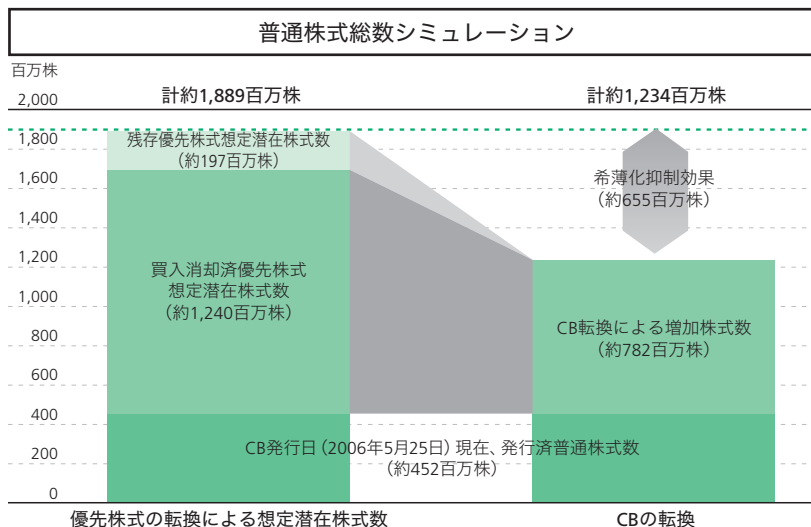 普通株式総数シミュレーション
百万株
計約1,889百万株
計約1,234百万株
2,000
1,800
1,600
1,400
1,200
1,000
800
600
400
200
0
残存優先株式想定潜在株式数
（約197百万株）
希薄化抑制効果
（約655百万株）
買入消却済優先株式
想定潜在株式数
（約1,240百万株）
CB転換による増加株式数
（約782百万株）
CB発行日（2006年5月25日）現在、発行済普通株式数
（約452百万株）
優先株式の転換による想定潜在株式数
CBの転換